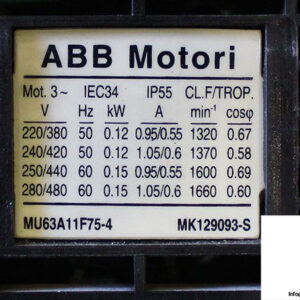 ABB Motori
Mot. 3~ IEC34 IP55 CL.F/TROP.
V Hz kW A min⁻¹ cosφ
220/380 50 0.12 0.95/0.55 1320 0.67
240/420 50 0.12 1.05/0.6 1370 0.58
250/440 60 0.15 0.95/0.55 1600 0.69
280/480 60 0.15 1.05/0.6 1660 0.60
MU63A11F75-4 MK129093-S